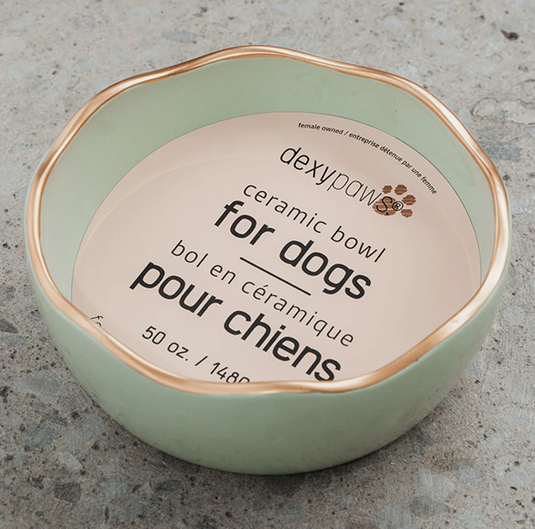 female owned / entreprise détenue par une femme
dexypaws®
ceramic bowl
for dogs
bol en céramique
pour chiens
50 oz. / 148